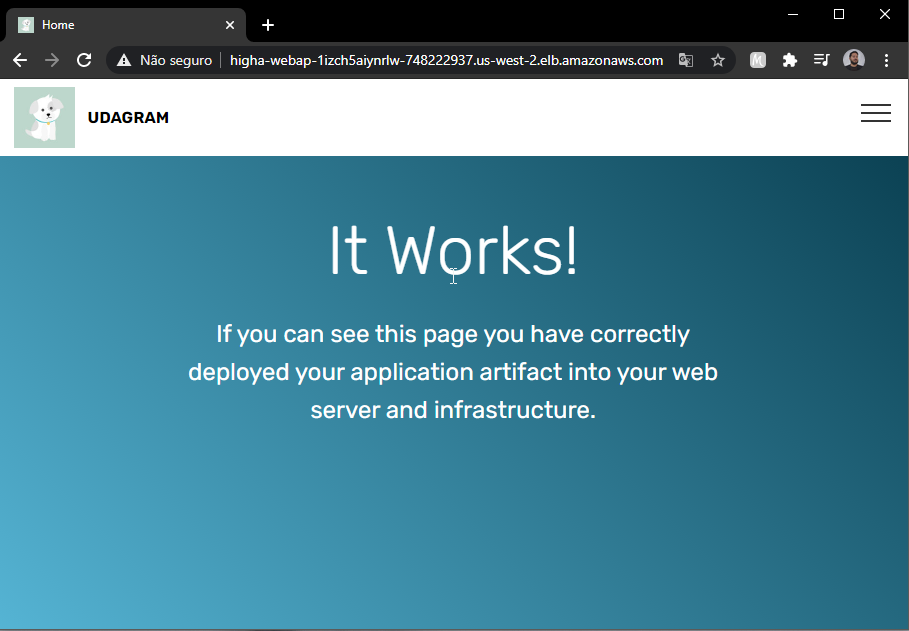 Home
Não seguro
higha-webap-1izch5aiynrlw-748222937.us-west-2.elb.amazonaws.com
UDAGRAM
It Works!
If you can see this page you have correctly
deployed your application artifact into your web
server and infrastructure.